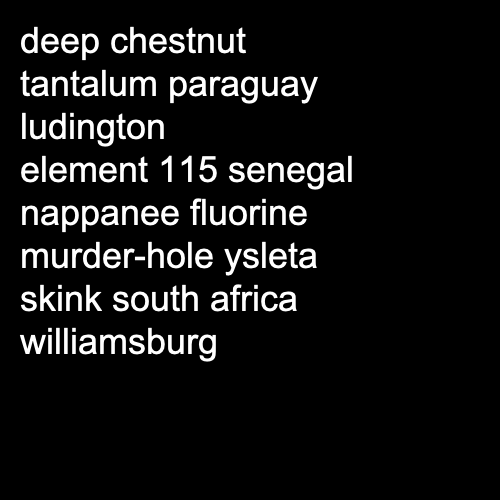 deep chestnut
tantalum paraguay
ludington
element 115 senegal
nappanee fluorine
murder-hole ysleta
skink south africa
williamsburg